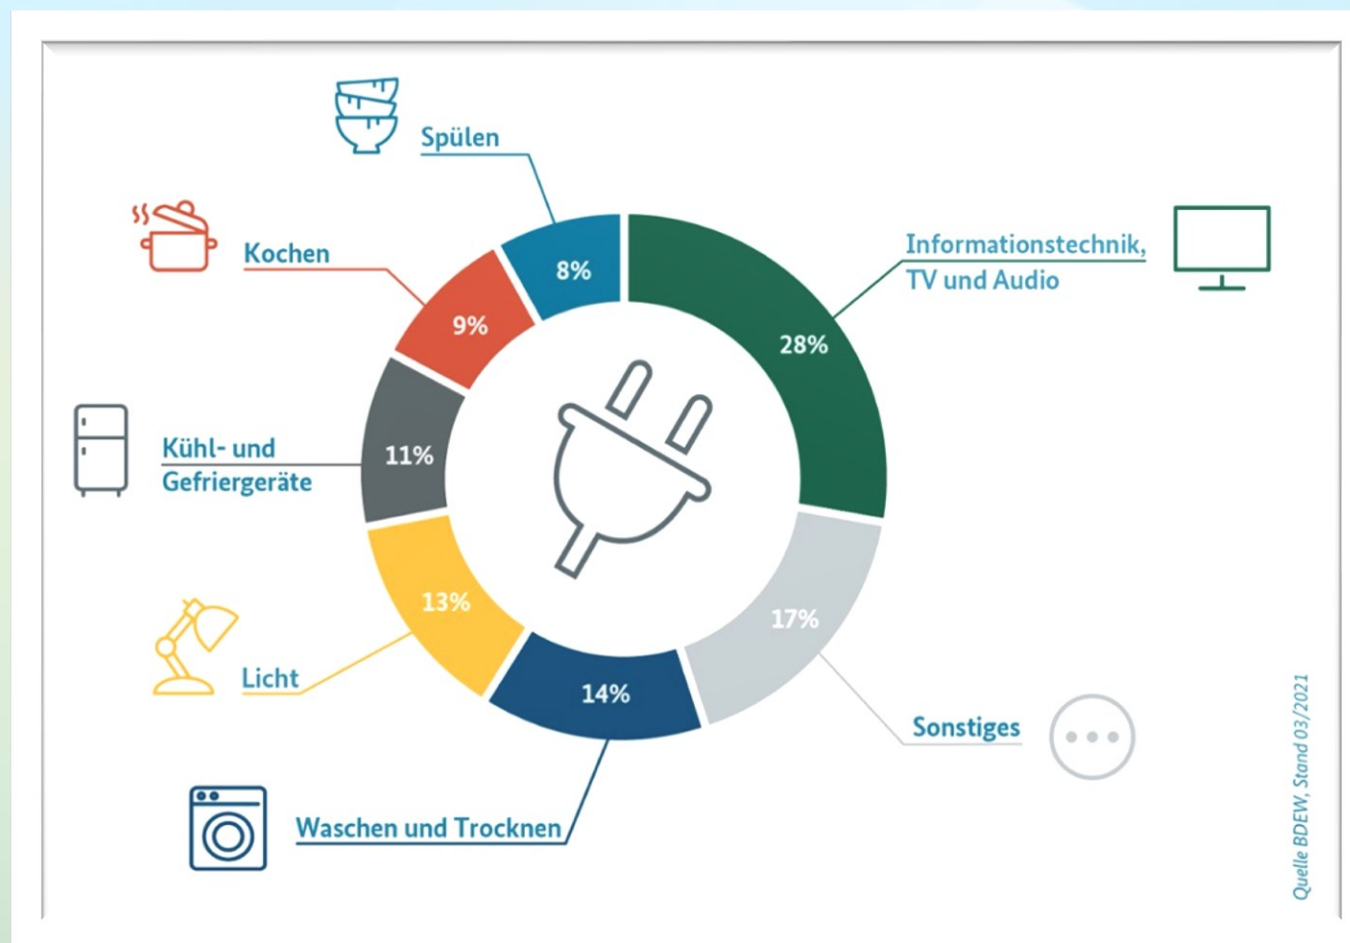 Spülen
8%
Informationstechnik,
TV und Audio
28%
Kochen
9%
Kühl- und
Gefriergeräte
11%
Licht
13%
Waschen und Trocknen
14%
Sonstiges
17%
Quelle BDEW, Stand 03/2021